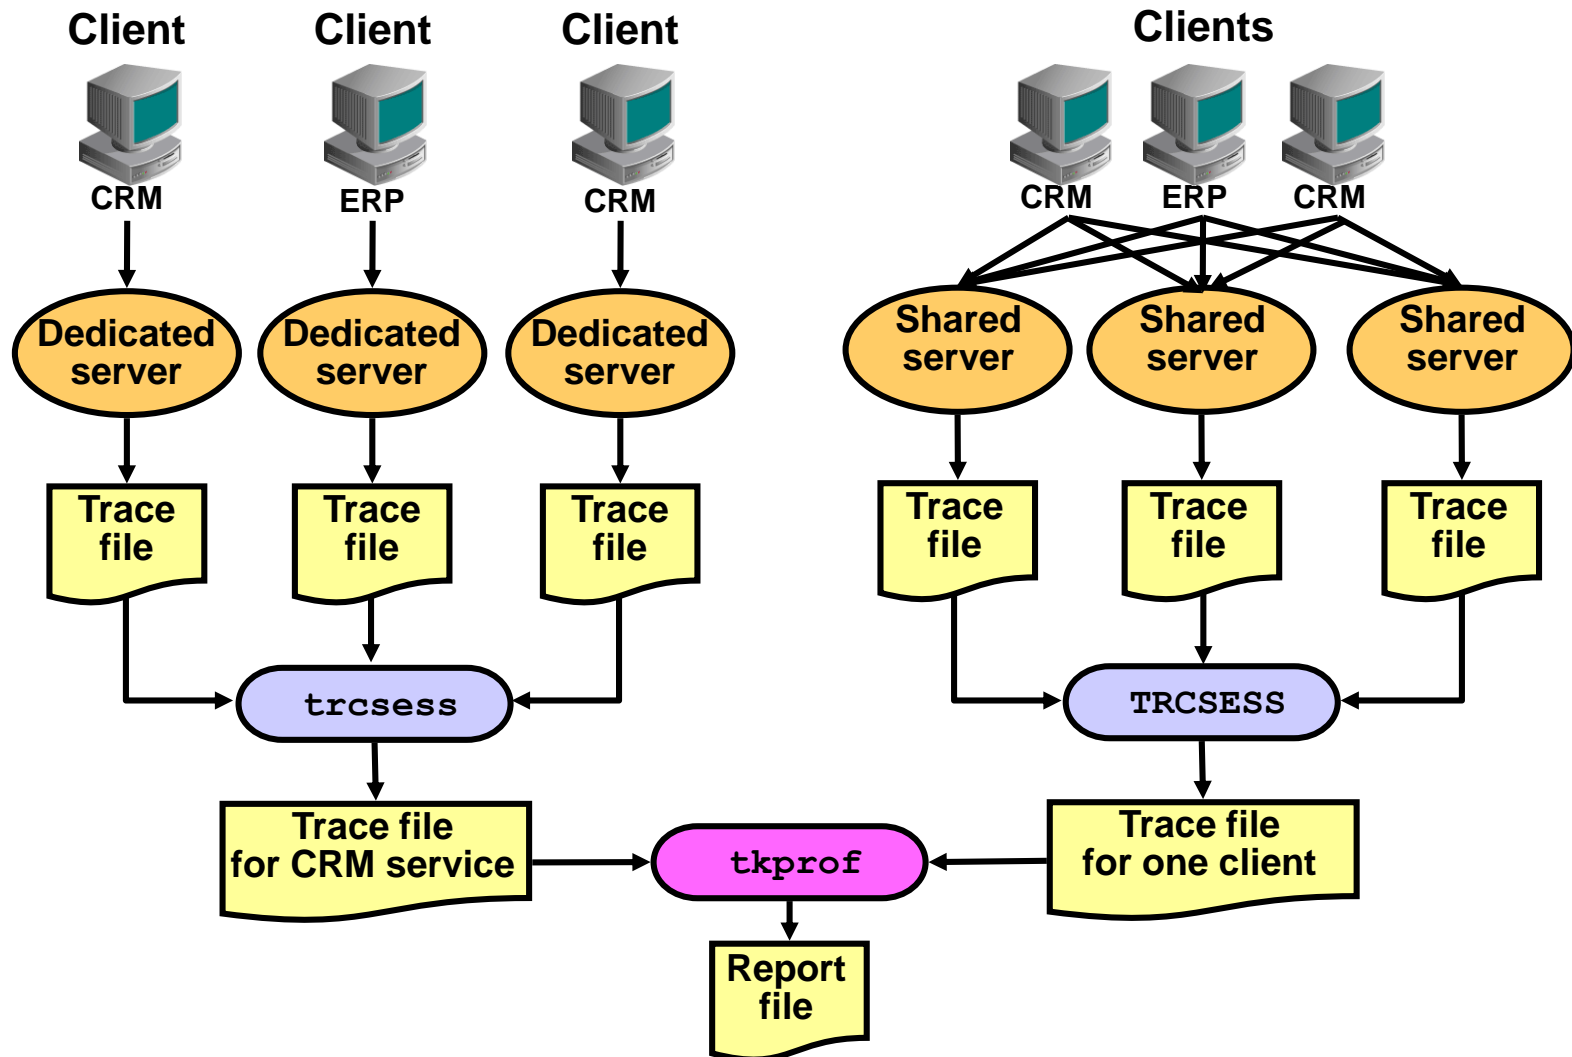 Client Client Client Clients
CRM ERP CRM CRM ERP CRM
Dedicated
server
Dedicated
server
Dedicated
server
Shared
server
Shared
server
Shared
server
Trace
file
Trace
file
Trace
file
Trace
file
Trace
file
Trace
file
trcsess
TRCSESS
Trace file
for CRM service
tkprof
Trace file
for one client
Report
file